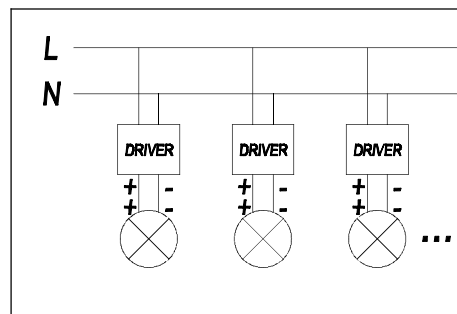 L
N
DRIVER DRIVER DRIVER
+ - + - + -
+ - + - + -
...